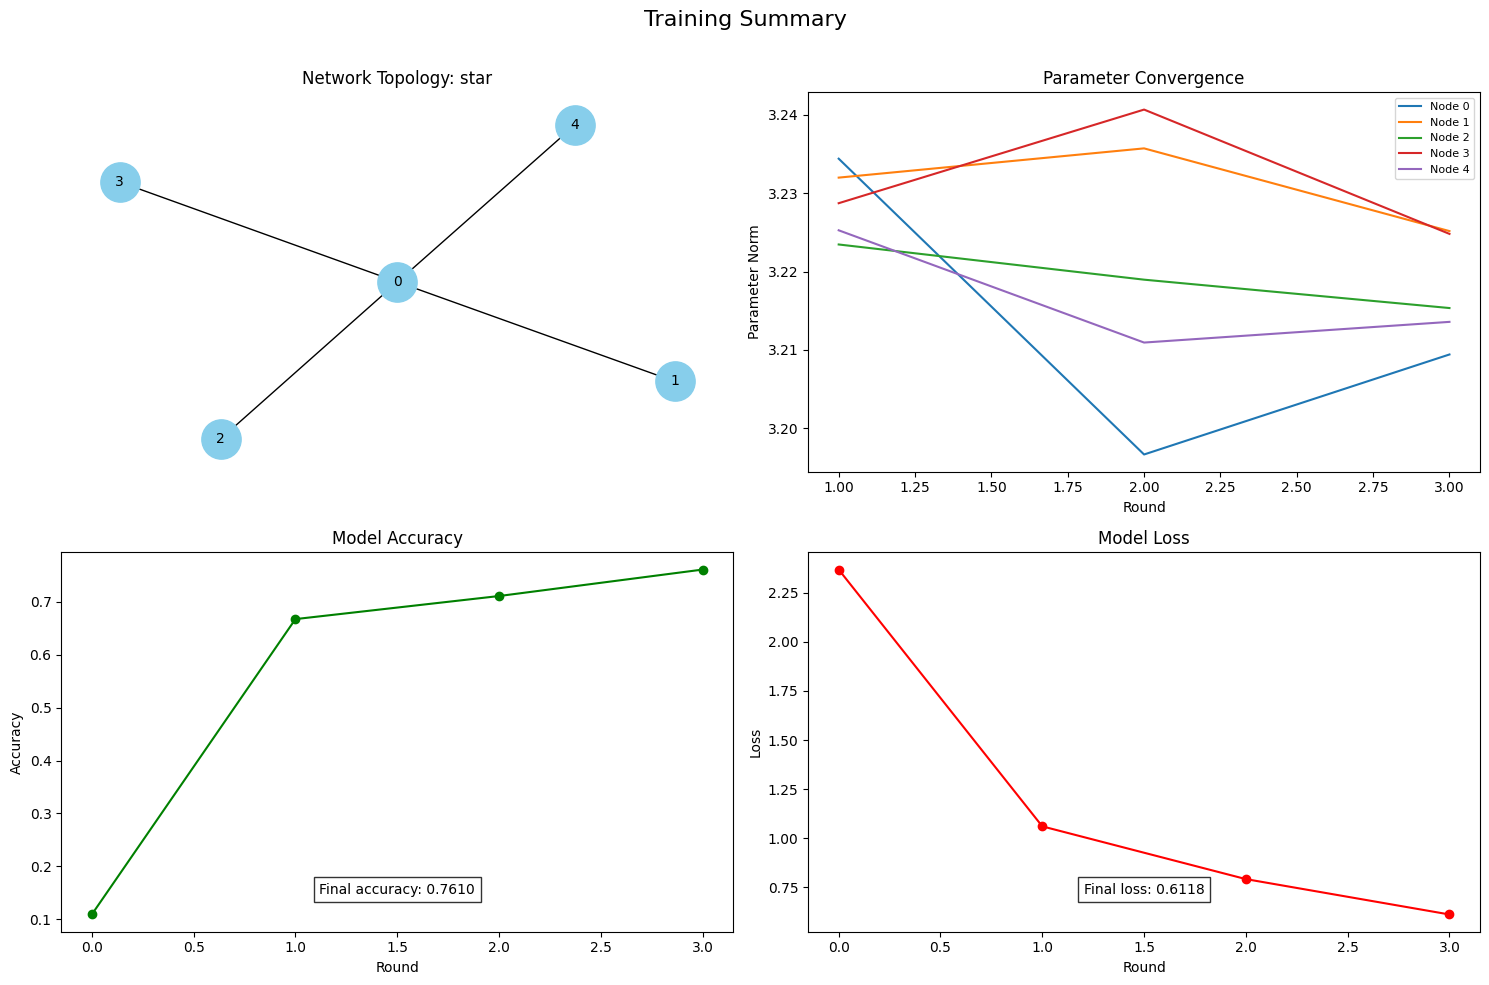 Training Summary
Network Topology: star
4
3
0
1
2
Parameter Convergence
Parameter Norm
3.24
3.23
3.22
3.21
3.20
Node 0
Node 1
Node 2
Node 3
Node 4
1.00 1.25 1.50 1.75 2.00 2.25 2.50 2.75 3.00
Round
Model Accuracy
Accuracy
0.7
0.6
0.5
0.4
0.3
0.2
0.1
Final accuracy: 0.7610
0.0 0.5 1.0 1.5 2.0 2.5 3.0
Round
Model Loss
Loss
2.25
2.00
1.75
1.50
1.25
1.00
0.75
Final loss: 0.6118
0.0 0.5 1.0 1.5 2.0 2.5 3.0
Round